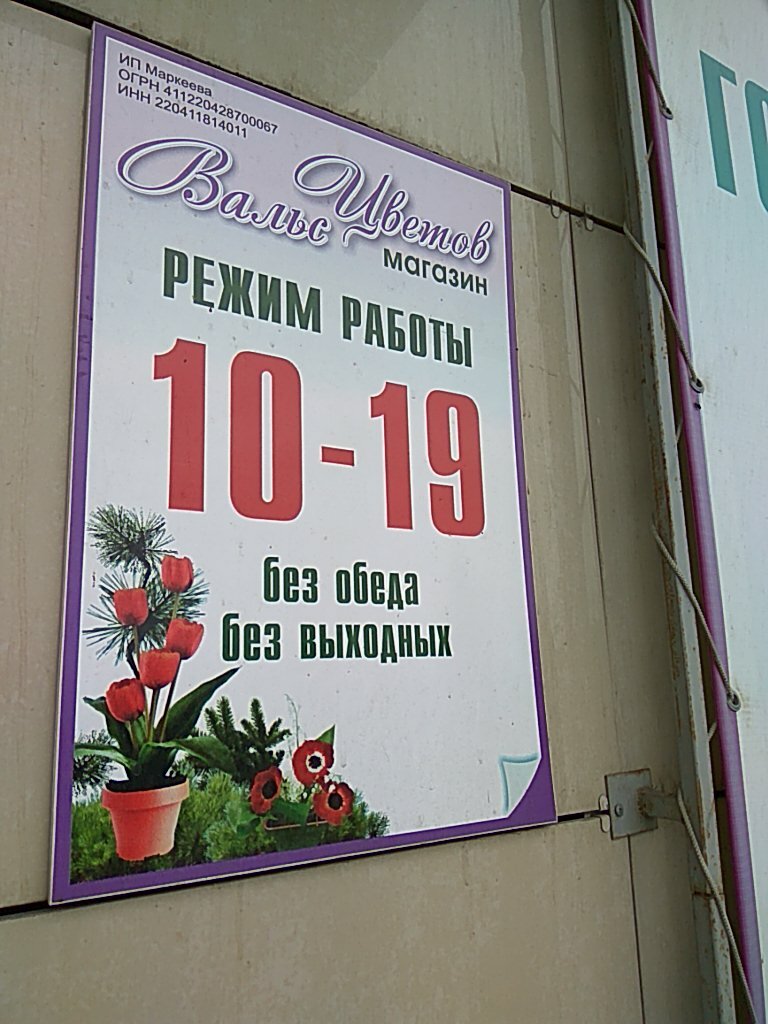 ИП Маркеева
ОГРН 411220428700067
ИНН 220411814011
Вальс Цветов
магазин
РЕЖИМ РАБОТЫ
10-19
без обеда
без выходных